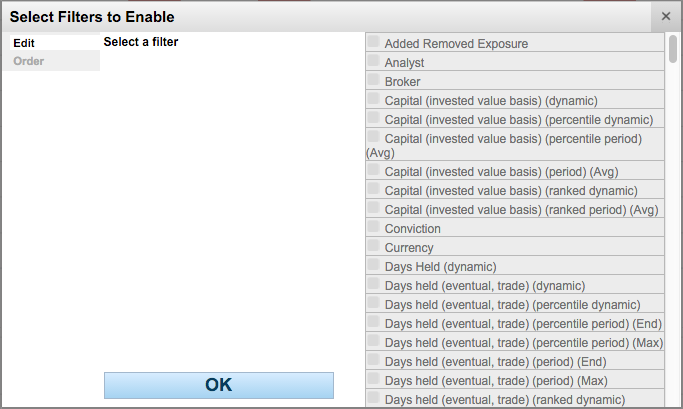 Select Filters to Enable
×
Edit
Order
Select a filter
Added Removed Exposure
Analyst
Broker
Capital (invested value basis) (dynamic)
Capital (invested value basis) (percentile dynamic)
Capital (invested value basis) (percentile period)
(Avg)
Capital (invested value basis) (period) (Avg)
Capital (invested value basis) (ranked dynamic)
Capital (invested value basis) (ranked period) (Avg)
Conviction
Currency
Days Held (dynamic)
Days held (eventual, trade) (dynamic)
Days held (eventual, trade) (percentile dynamic)
Days held (eventual, trade) (percentile period) (End)
Days held (eventual, trade) (percentile period) (Max)
Days held (eventual, trade) (period) (End)
Days held (eventual, trade) (period) (Max)
Days held (eventual, trade) (ranked dynamic)
OK